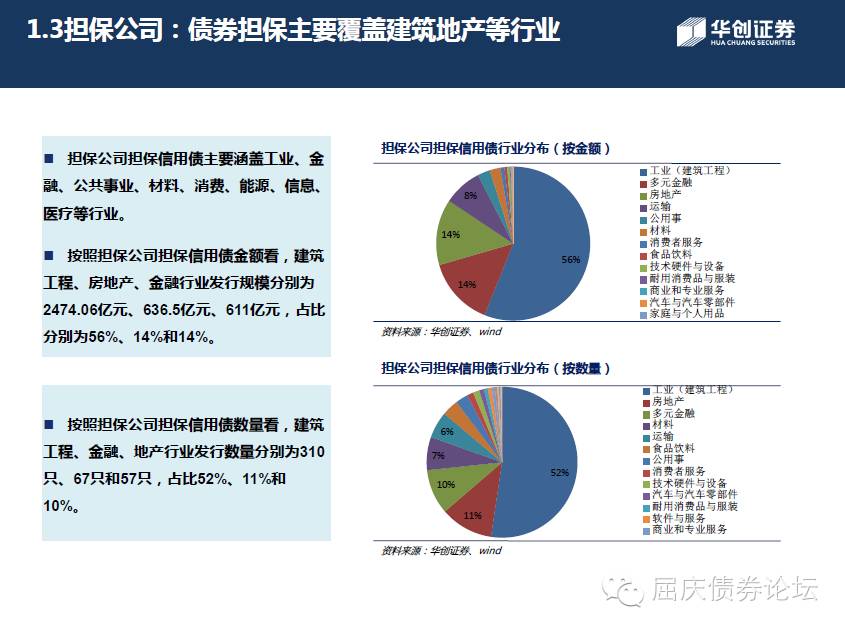 1.3担保公司：债券担保主要覆盖建筑地产等行业
华创证券
HUA CHUANG SECURITIES
■ 担保公司担保信用债主要涵盖工业、金
融、公共事业、材料、消费、能源、信息、
医疗等行业。
■ 按照担保公司担保信用债金额看，建筑
工程、房地产、金融行业发行规模分别为
2474.06亿元、636.5亿元、611亿元，占比
分别为56%、14%和14%。
■ 按照担保公司担保信用债数量看，建筑
工程、金融、地产行业发行数量分别为310
只、67只和57只，占比52%、11%和
10%。
担保公司担保信用债行业分布（按金额）
8%
14%
14%
56%
工业（建筑工程）
多元金融
房地产
运输
公用事
材料
消费者服务
食品饮料
技术硬件与设备
耐用消费品与服装
商业和专业服务
汽车与汽车零部件
家庭与个人用品
资料来源：华创证券、wind
担保公司担保信用债行业分布（按数量）
6%
7%
10%
11%
52%
工业（建筑工程）
房地产
多元金融
材料
运输
食品饮料
公用事
消费者服务
技术硬件与设备
汽车与汽车零部件
耐用消费品与服装
软件与服务
商业和专业服务
资料来源：华创证券、wind
屈庆债券论坛